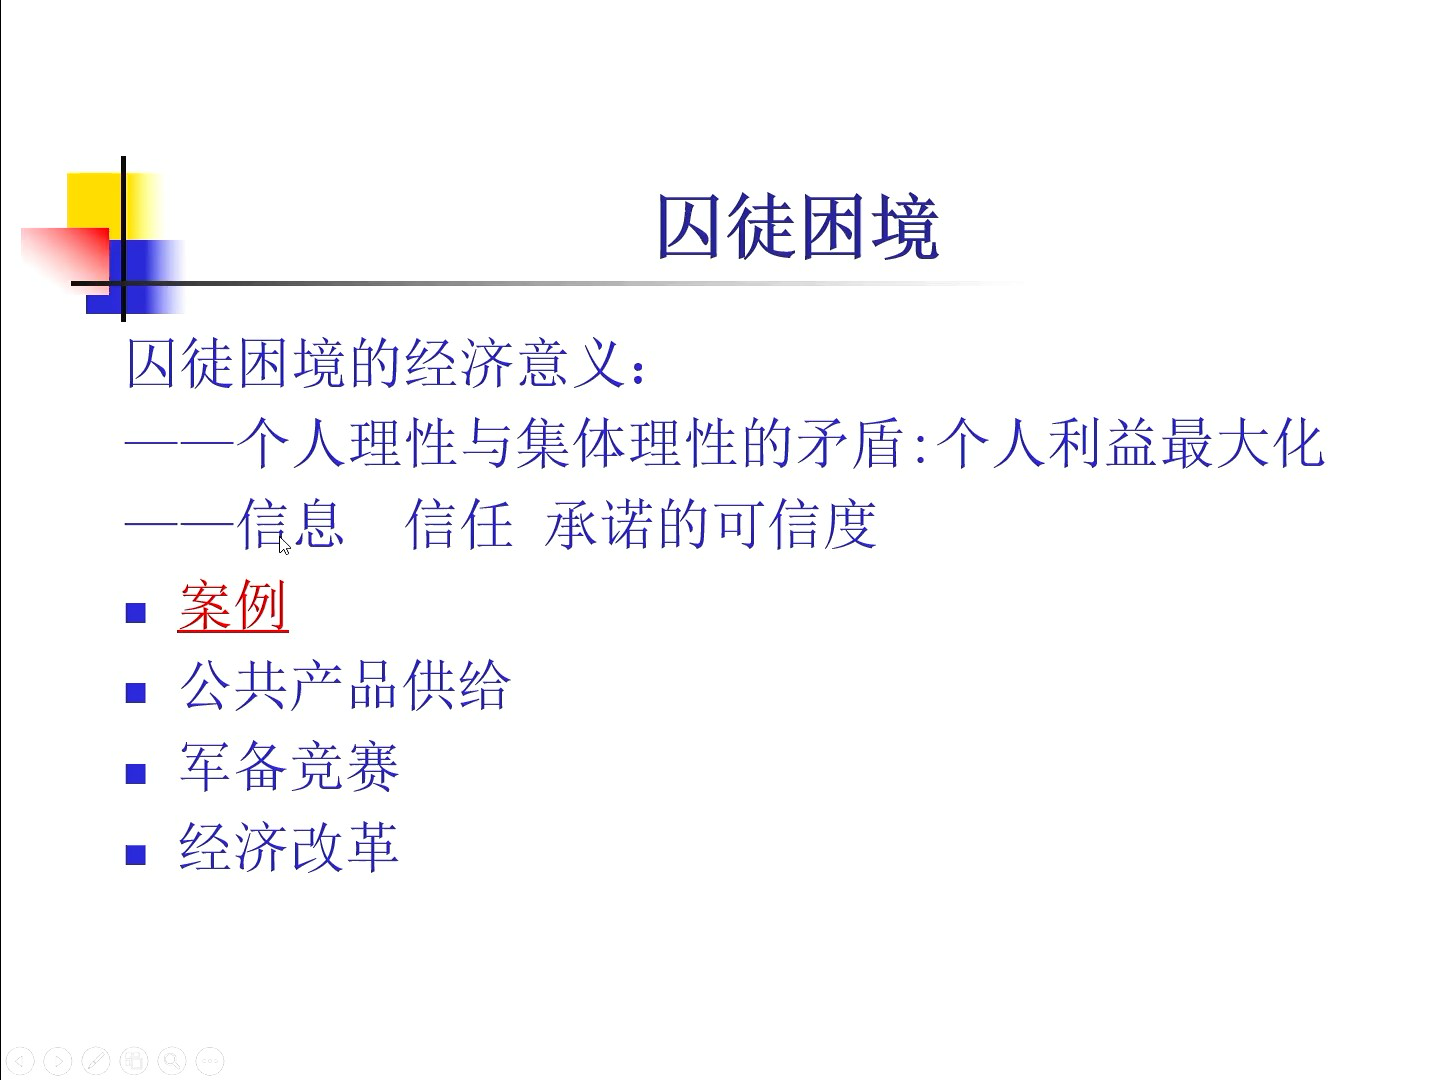 囚徒困境
囚徒困境的经济意义：
——个人理性与集体理性的矛盾:个人利益最大化
——信息 信任 承诺的可信度
案例
公共产品供给
军备竞赛
经济改革